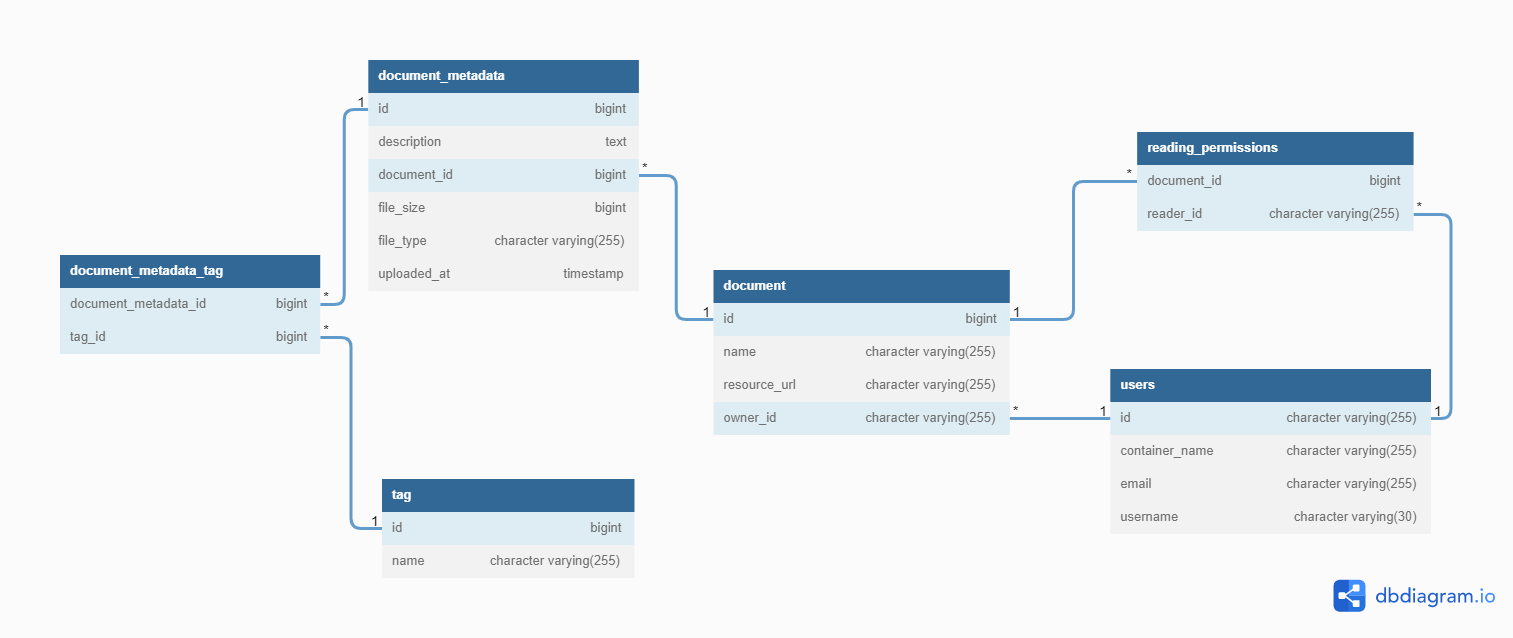 document_metadata
1
id bigint
description text
document_id bigint *
file_size bigint
file_type character varying(255)
uploaded_at timestamp
document_metadata_tag
document_metadata_id bigint *
tag_id bigint *
tag
1
id bigint
name character varying(255)
document
1 id bigint 1
name character varying(255)
resource_url character varying(255)
owner_id character varying(255) *
reading_permissions
* document_id bigint
reader_id character varying(255) *
users
1 id character varying(255) 1
container_name character varying(255)
email character varying(255)
username character varying(30)
dbdiagram.io